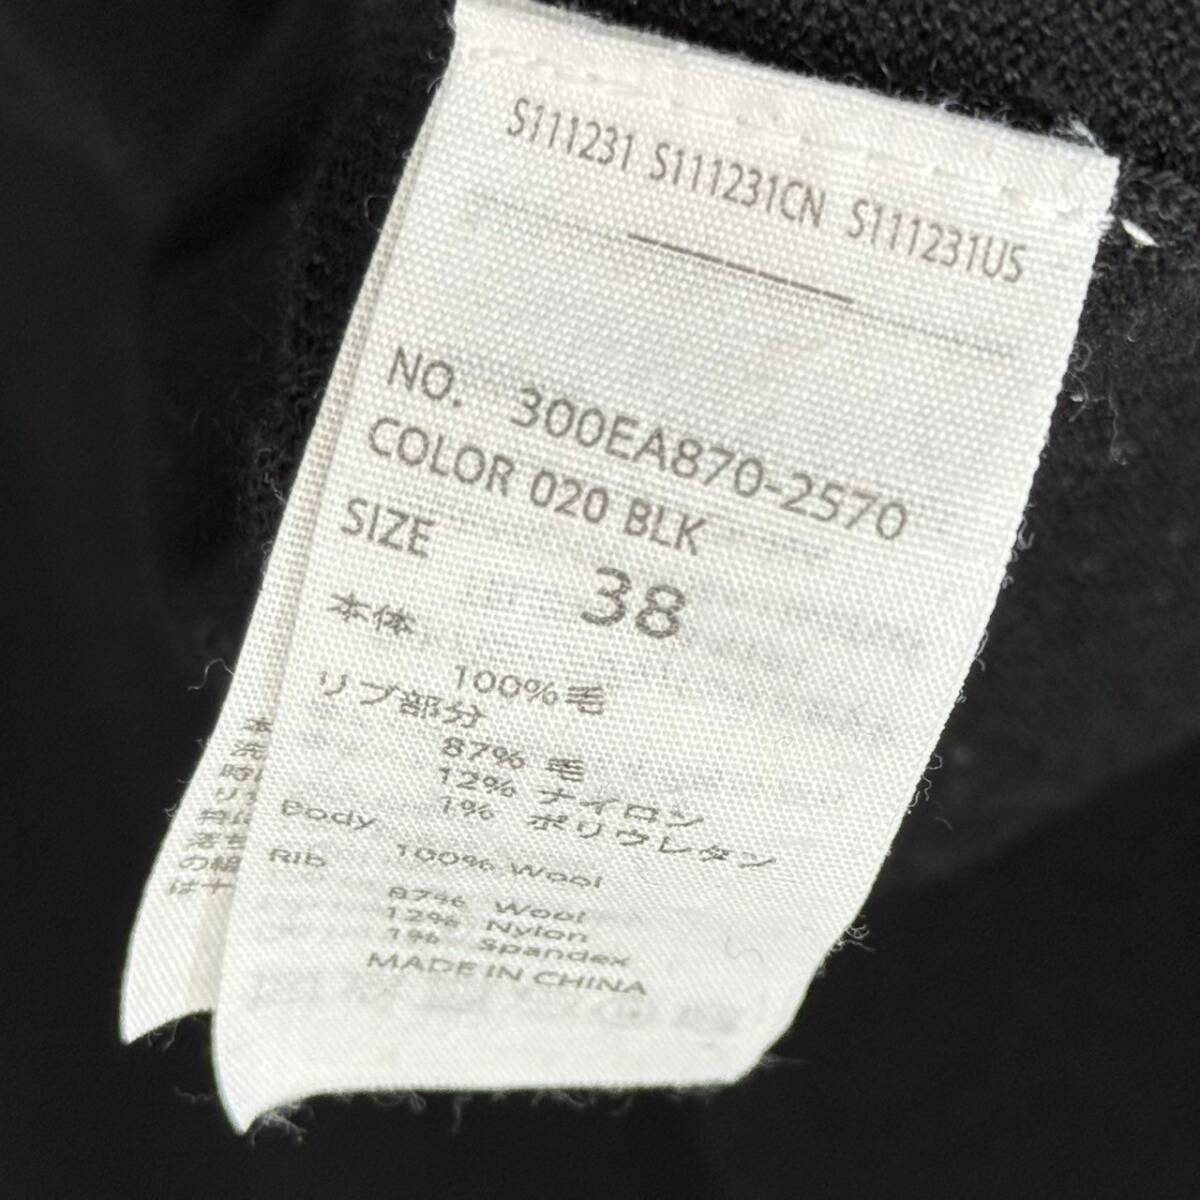 S111231 S111231CN S111231US
NO. 300EA870-2570
COLOR 020 BLK
SIZE 38
本体
100% 毛
リブ部分
87% 毛
12% ナイロン
1% ポリウレタン
Body 100% Wool
Rib
87% Wool
12% Nylon
1% Spandex
MADE IN CHINA